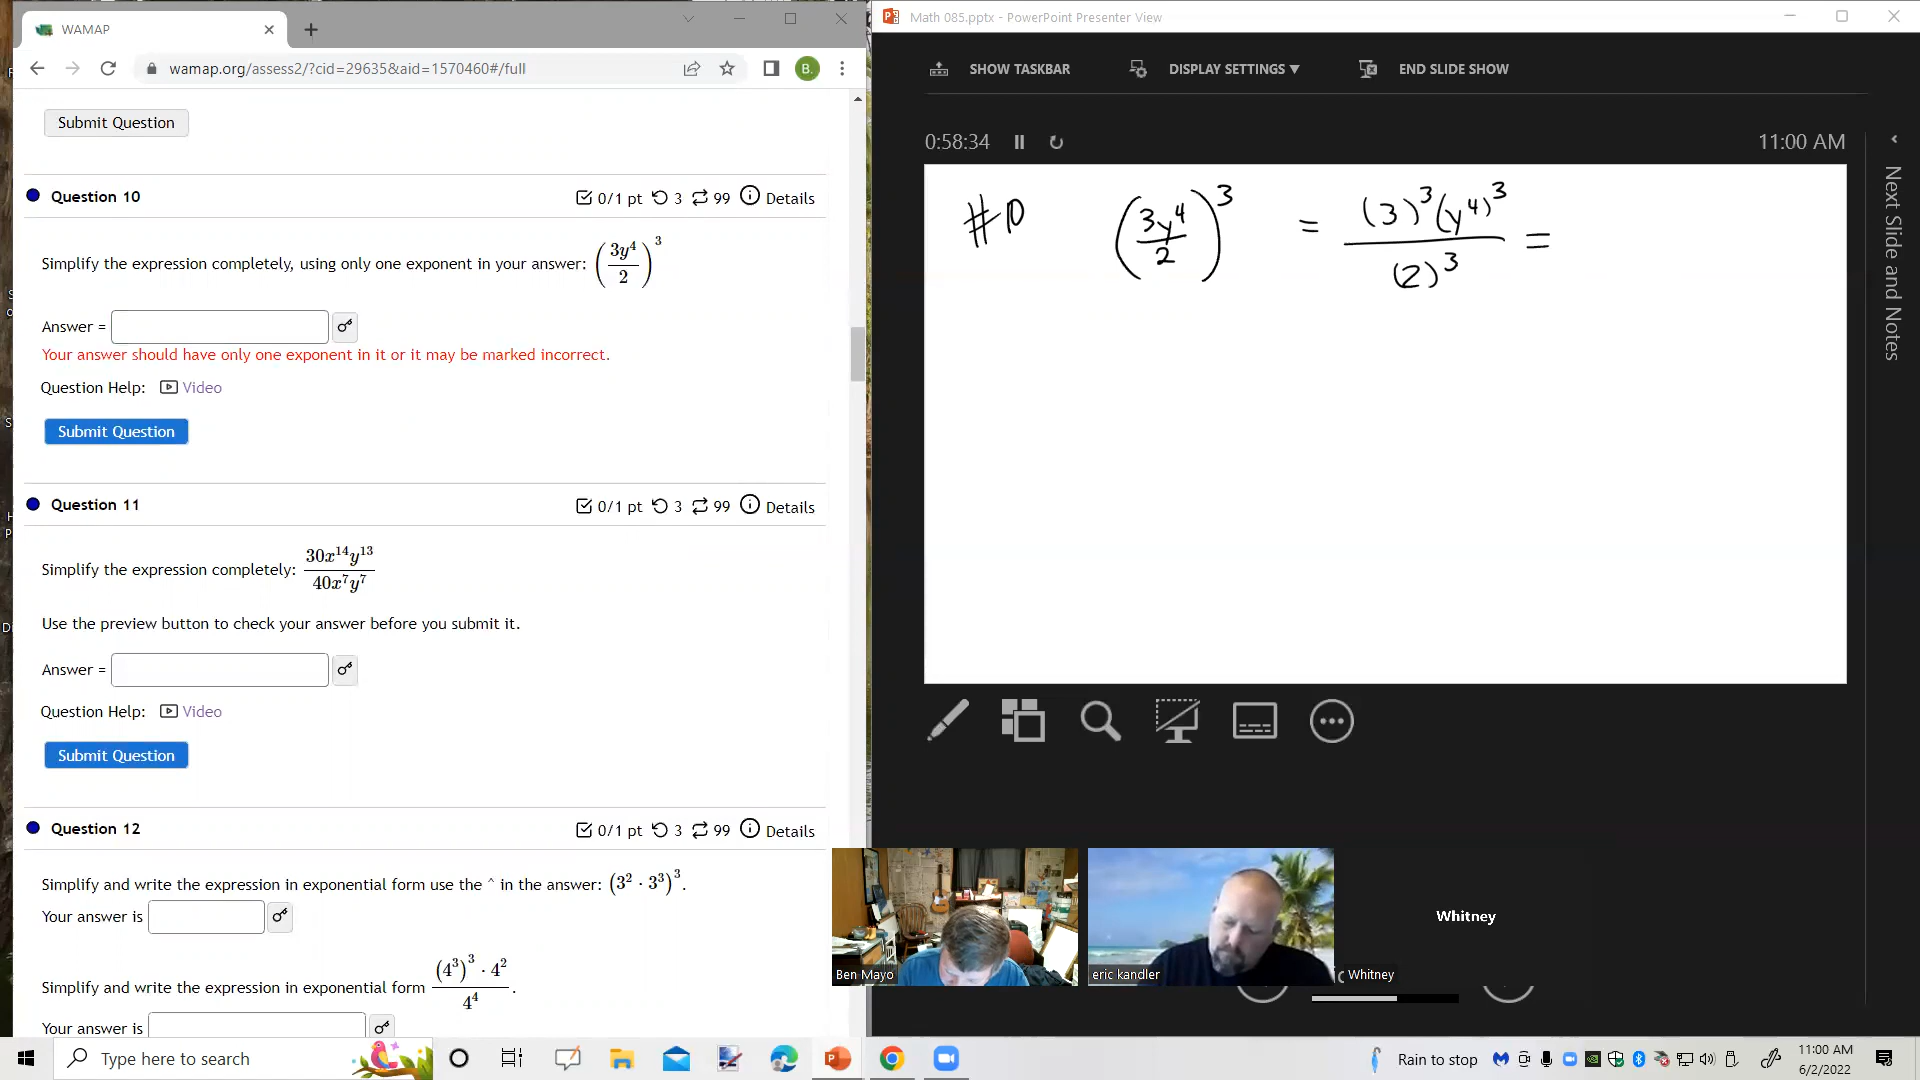 WAMAP
wamap.org/assess2/?cid=29635&aid=1570460#/full
B.
Submit Question
Question 10
0/1 pt 3 99 Details
Simplify the expression completely, using only one exponent in your answer: (3y^4/2)^3
Answer =
Your answer should have only one exponent in it or it may be marked incorrect.
Question Help: Video
Submit Question
Question 11
0/1 pt 3 99 Details
Simplify the expression completely: 30x^14y^13/40x^7y^7
Use the preview button to check your answer before you submit it.
Answer =
Question Help: Video
Submit Question
Question 12
0/1 pt 3 99 Details
Simplify and write the expression in exponential form use the ^ in the answer: (3^2 · 3^3)^3.
Your answer is
Simplify and write the expression in exponential form (4^3)^3 · 4^2/4^4.
Your answer is
Math 085.pptx - PowerPoint Presenter View
SHOW TASKBAR DISPLAY SETTINGS ▼ END SLIDE SHOW
0:58:34 11:00 AM
#10 (3y^4/2)^3 = (3)^3(y^4)^3/(2)^3 =
Next Slide and Notes
Ben Mayo
eric kandler
Whitney
Whitney
Type here to search
Rain to stop
11:00 AM
6/2/2022